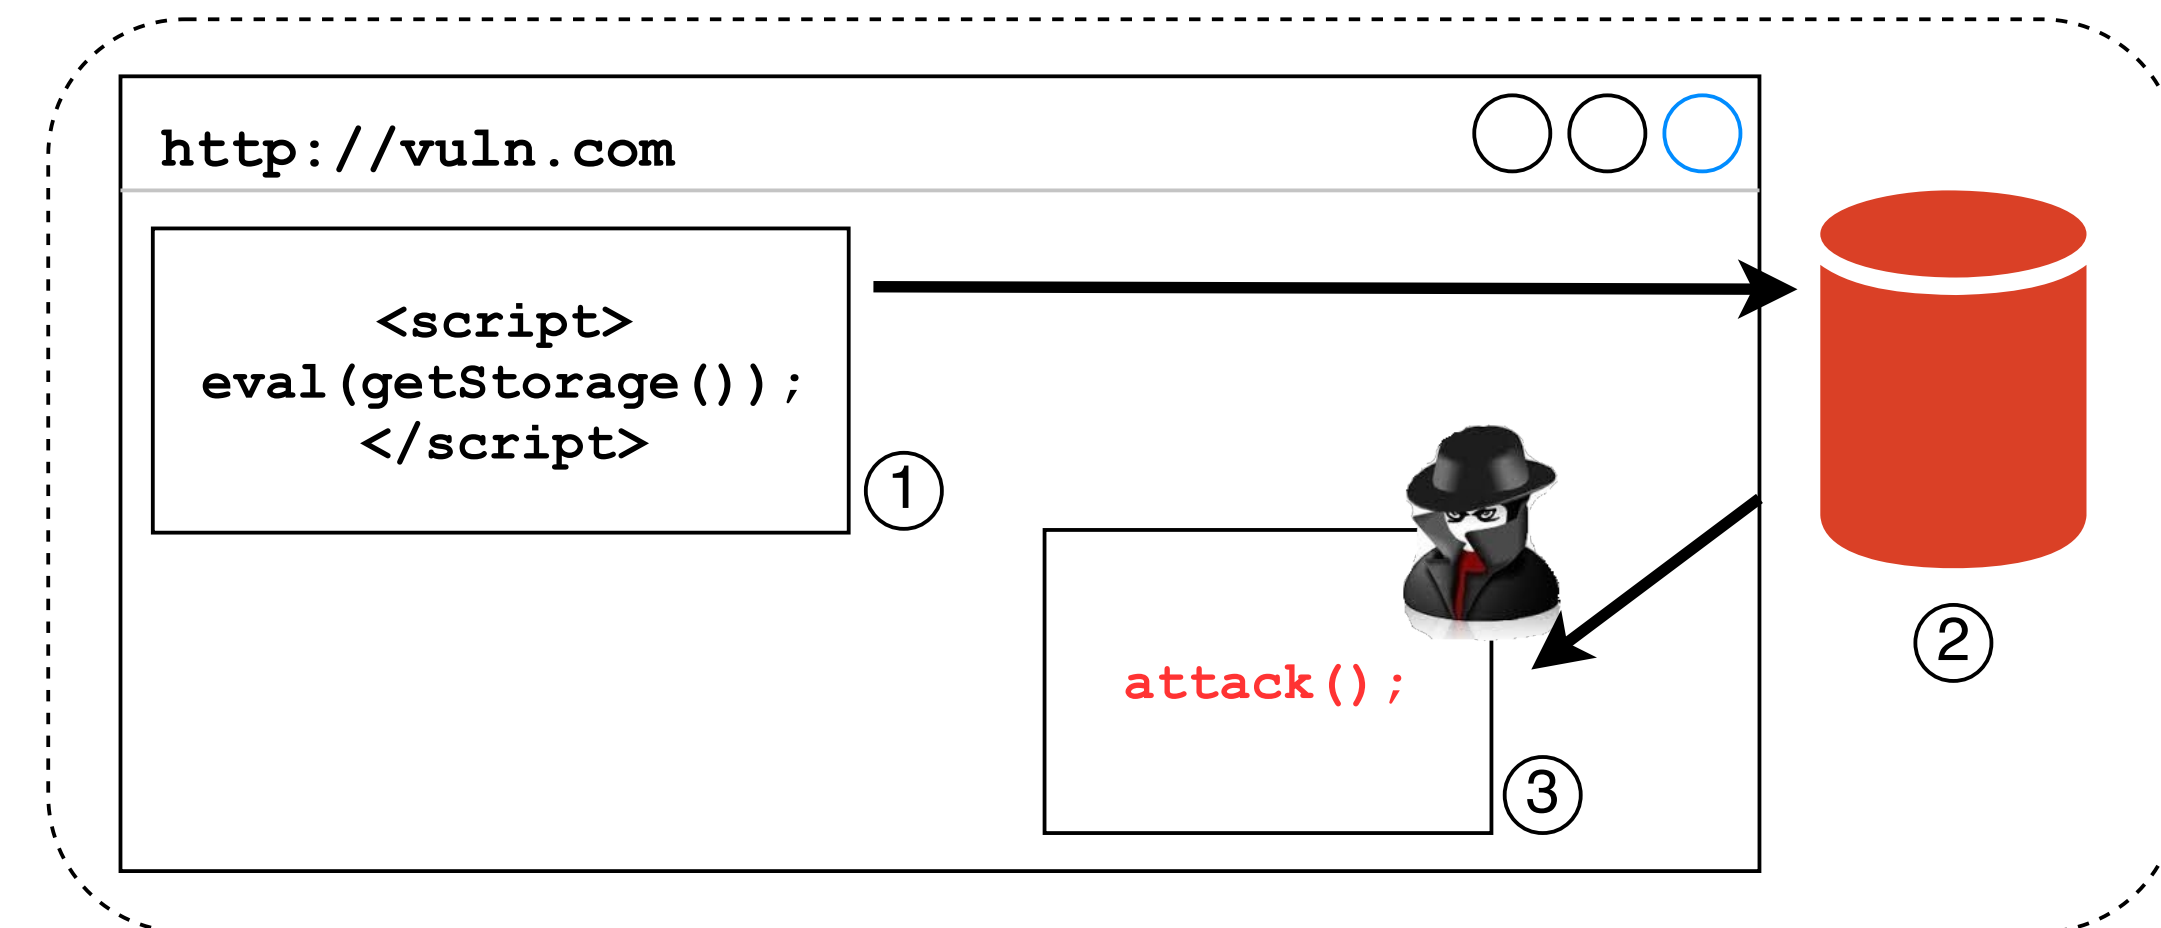 http://vuln.com
<script>
eval(getStorage());
</script>
1
attack();
2
3